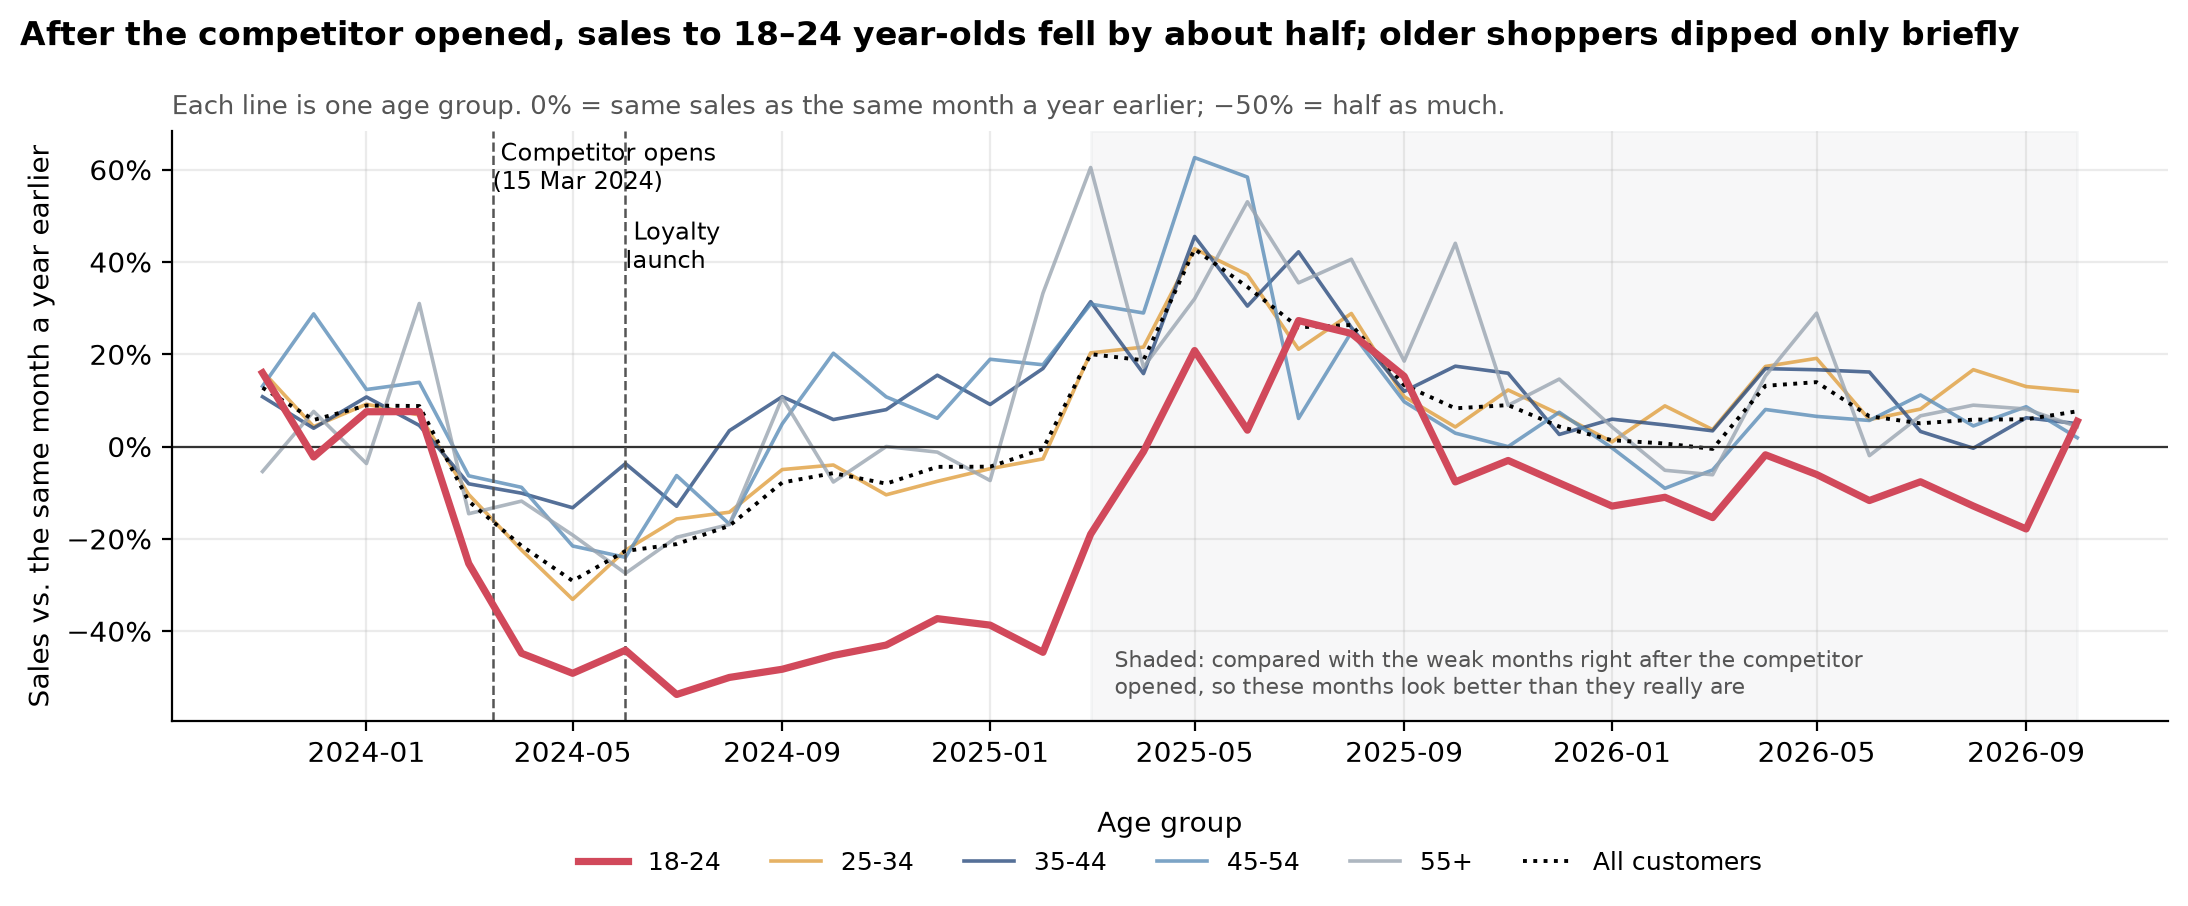 After the competitor opened, sales to 18–24 year-olds fell by about half; older shoppers dipped only briefly
Each line is one age group. 0% = same sales as the same month a year earlier; −50% = half as much.
Sales vs. the same month a year earlier
60%
40%
20%
0%
−20%
−40%
Competitor opens
(15 Mar 2024)
Loyalty
launch
Shaded: compared with the weak months right after the competitor
opened, so these months look better than they really are
2024-01
2024-05
2024-09
2025-01
2025-05
2025-09
2026-01
2026-05
2026-09
Age group
18-24
25-34
35-44
45-54
55+
All customers